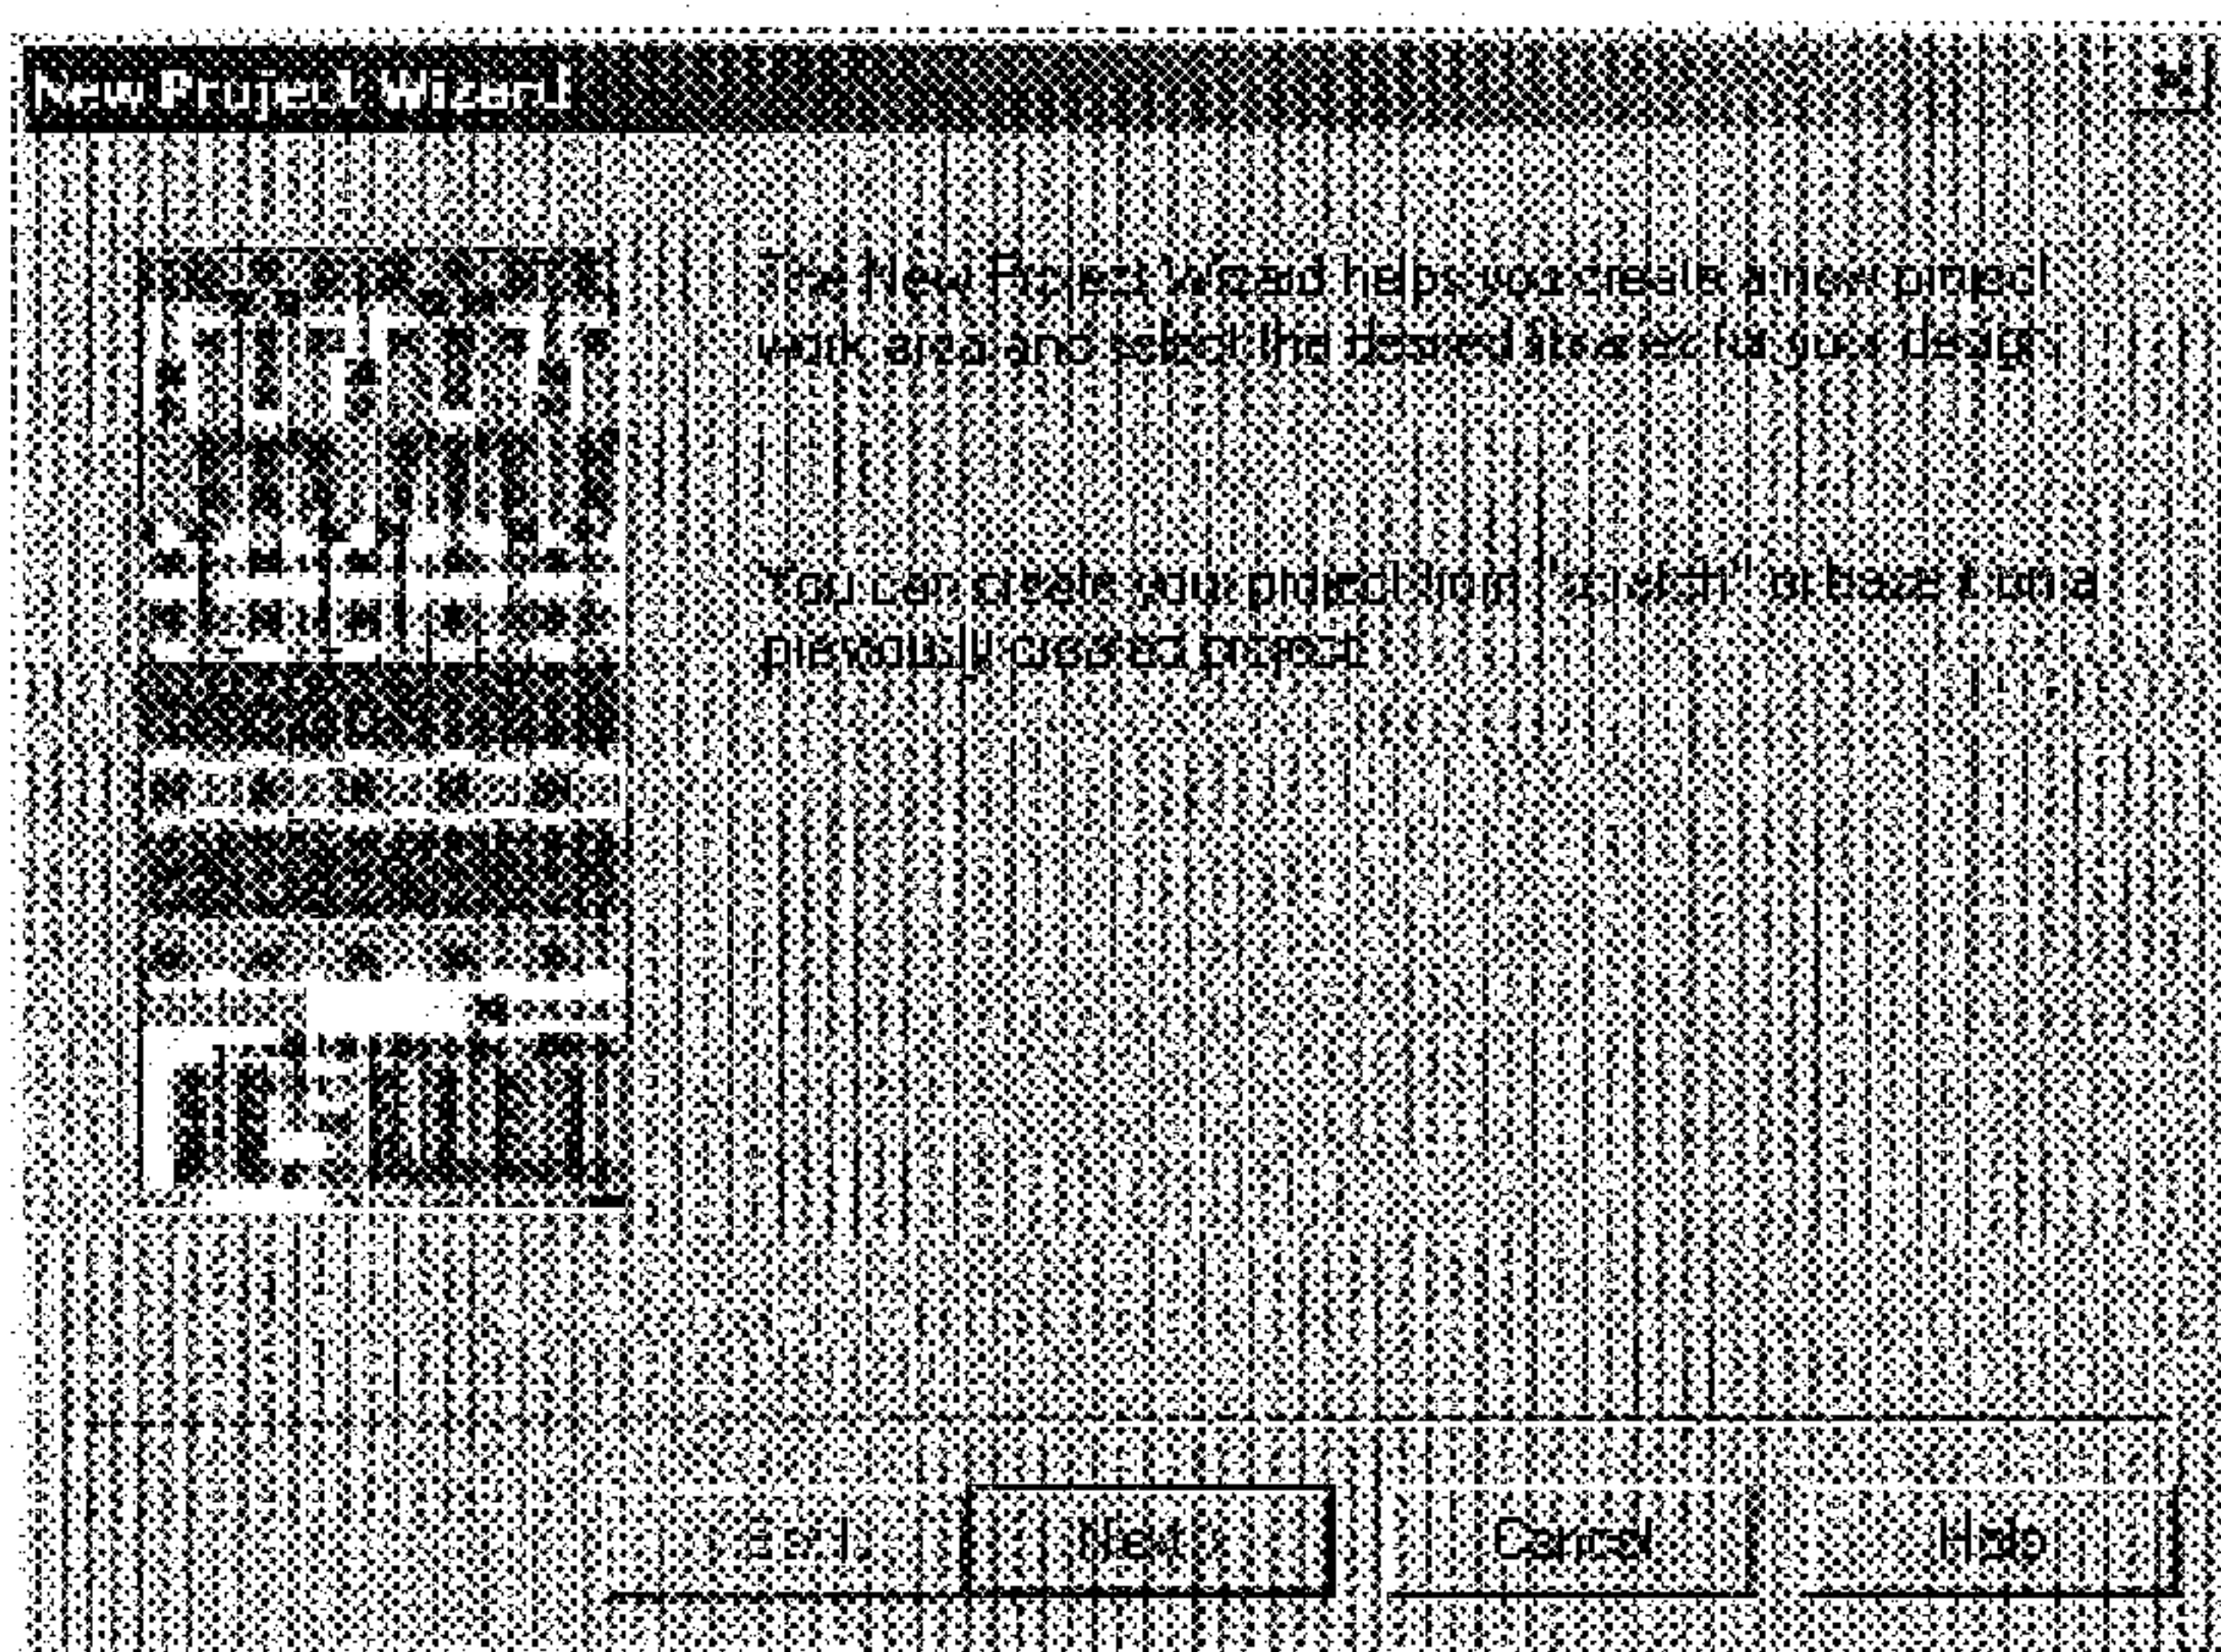 New Project Wizard
The New Project Wizard helps you create a new project
work area and select the desired for your design.
You can create your project from "scratch" or base it on a
previously created project.
< Back
Next >
Cancel
Help